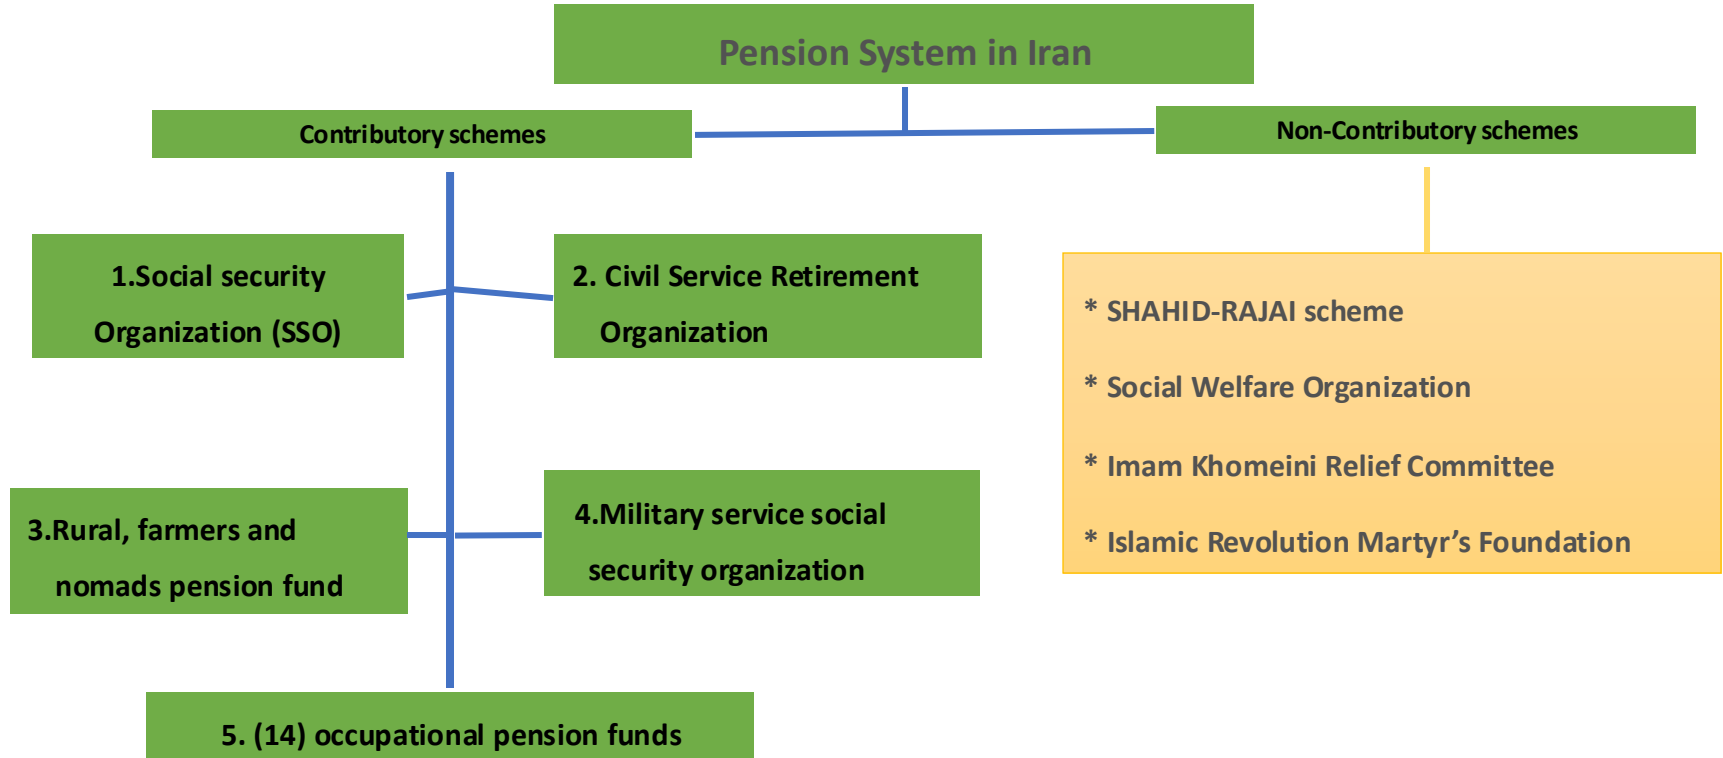 Pension System in Iran
Contributory schemes
Non-Contributory schemes
1.Social security
Organization (SSO)
2. Civil Service Retirement
Organization
3.Rural, farmers and
nomads pension fund
4.Military service social
security organization
5. (14) occupational pension funds
* SHAHID-RAJAI scheme
* Social Welfare Organization
* Imam Khomeini Relief Committee
* Islamic Revolution Martyr’s Foundation